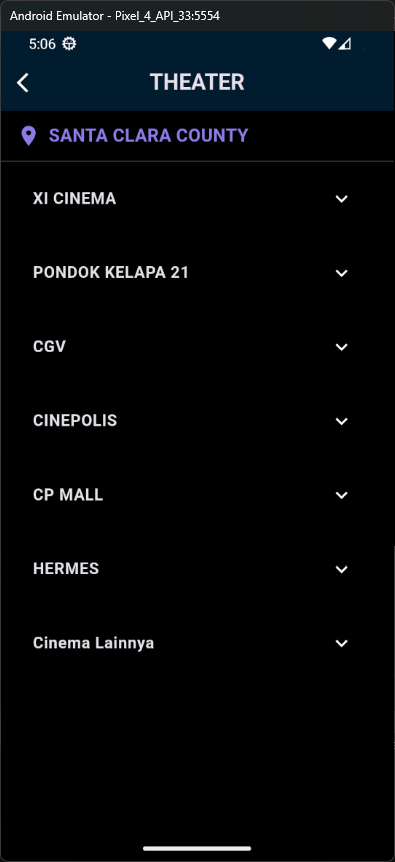 Android Emulator - Pixel_4_API_33:5554
5:06
THEATER
SANTA CLARA COUNTY
XI CINEMA
PONDOK KELAPA 21
CGV
CINEPOLIS
CP MALL
HERMES
Cinema Lainnya